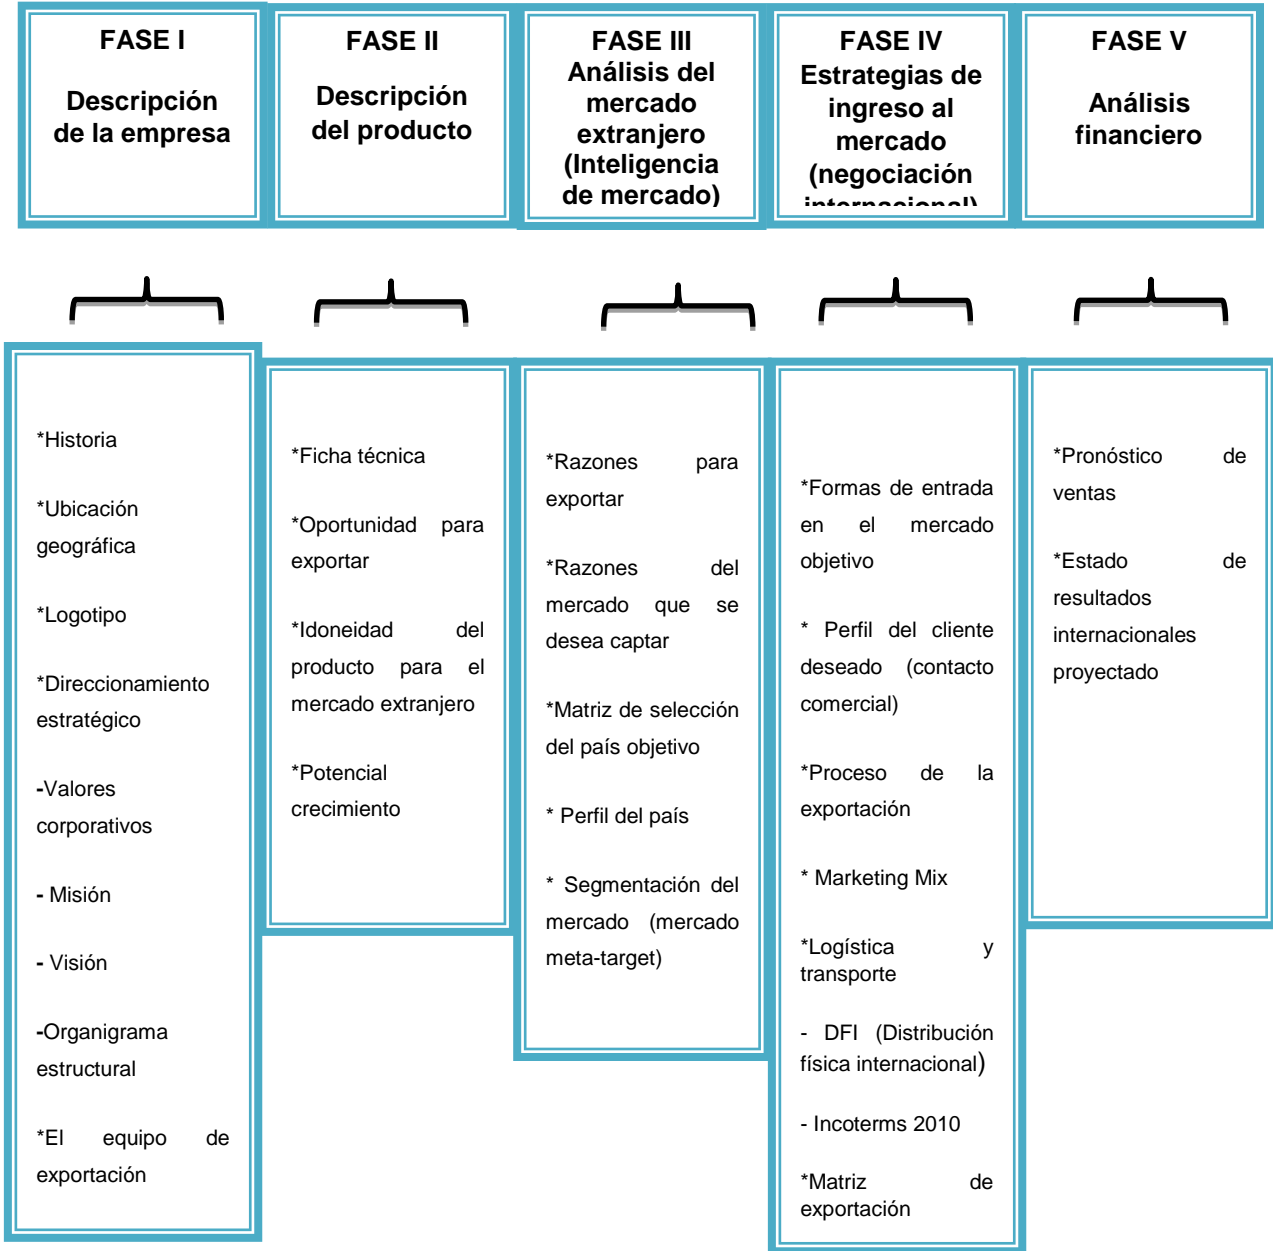 FASE I
Descripción
de la empresa
FASE II
Descripción
del producto
FASE III
Análisis del
mercado
extranjero
(Inteligencia
de mercado)
FASE IV
Estrategias de
ingreso al
mercado
(negociación
internacional)
FASE V
Análisis
financiero
*Historia
*Ubicación
geográfica
*Logotipo
*Direccionamiento
estratégico
-Valores
corporativos
- Misión
- Visión
-Organigrama
estructural
*El equipo de
exportación
*Ficha técnica
*Oportunidad para
exportar
*Idoneidad del
producto para el
mercado extranjero
*Potencial
crecimiento
*Razones para
exportar
*Razones del
mercado que se
desea captar
*Matriz de selección
del país objetivo
* Perfil del país
* Segmentación del
mercado (mercado
meta-target)
*Formas de entrada
en el mercado
objetivo
* Perfil del cliente
deseado (contacto
comercial)
*Proceso de la
exportación
* Marketing Mix
*Logística y
transporte
- DFI (Distribución
física internacional)
- Incoterms 2010
*Matriz de
exportación
*Pronóstico de
ventas
*Estado de
resultados
internacionales
proyectado